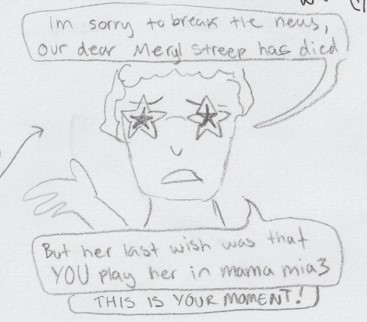 Im sorry to break tle news,
our dear Meryl Streep has died
But her last wish was that
YOU play her in mama mia3
THIS IS YOUR MOMENT!